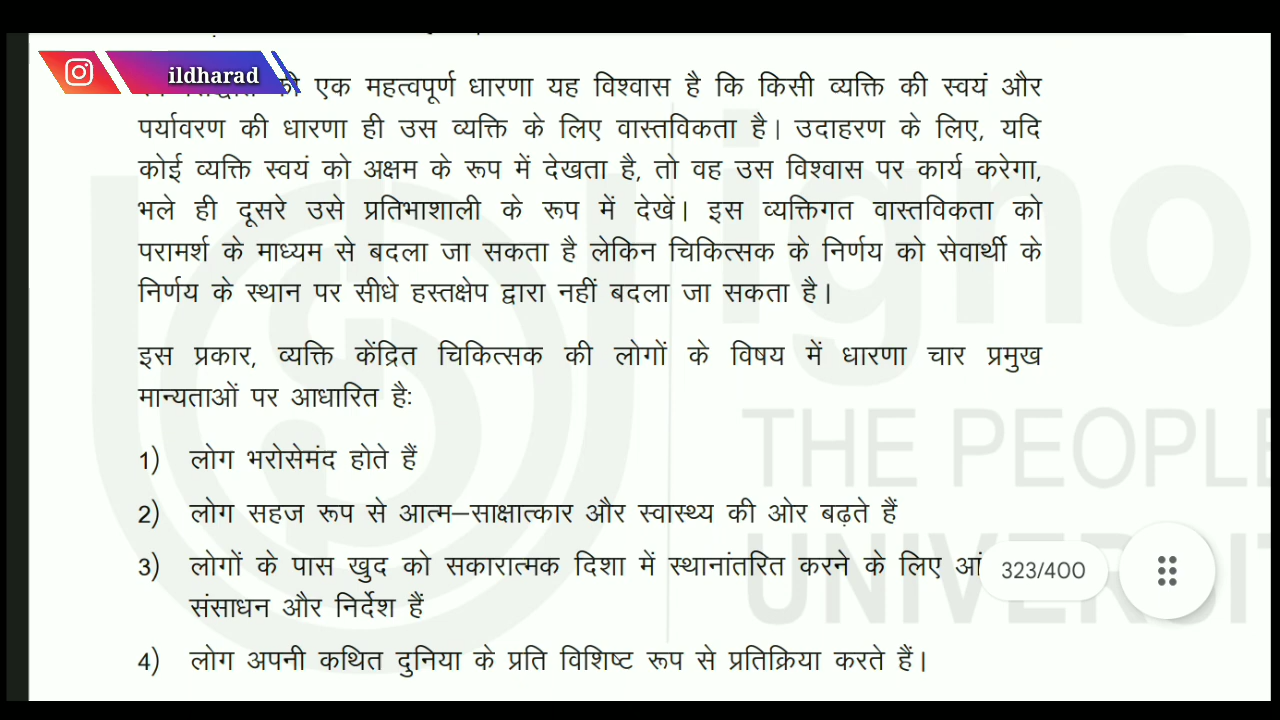 ildharad
की एक महत्वपूर्ण धारणा यह विश्वास है कि किसी व्यक्ति की स्वयं और
पर्यावरण की धारणा ही उस व्यक्ति के लिए वास्तविकता है। उदाहरण के लिए, यदि
कोई व्यक्ति स्वयं को अक्षम के रूप में देखता है, तो वह उस विश्वास पर कार्य करेगा,
भले ही दूसरे उसे प्रतिभाशाली के रूप में देखें। इस व्यक्तिगत वास्तविकता को
परामर्श के माध्यम से बदला जा सकता है लेकिन चिकित्सक के निर्णय को सेवार्थी के
निर्णय के स्थान पर सीधे हस्तक्षेप द्वारा नहीं बदला जा सकता है।
इस प्रकार, व्यक्ति केंद्रित चिकित्सक की लोगों के विषय में धारणा चार प्रमुख
मान्यताओं पर आधारित है:
1) लोग भरोसेमंद होते हैं
2) लोग सहज रूप से आत्म–साक्षात्कार और स्वास्थ्य की ओर बढ़ते हैं
3) लोगों के पास खुद को सकारात्मक दिशा में स्थानांतरित करने के लिए आं
संसाधन और निर्देश हैं
4) लोग अपनी कथित दुनिया के प्रति विशिष्ट रूप से प्रतिक्रिया करते हैं।
323/400
igno
THE PEOPL
UNIVERSIT